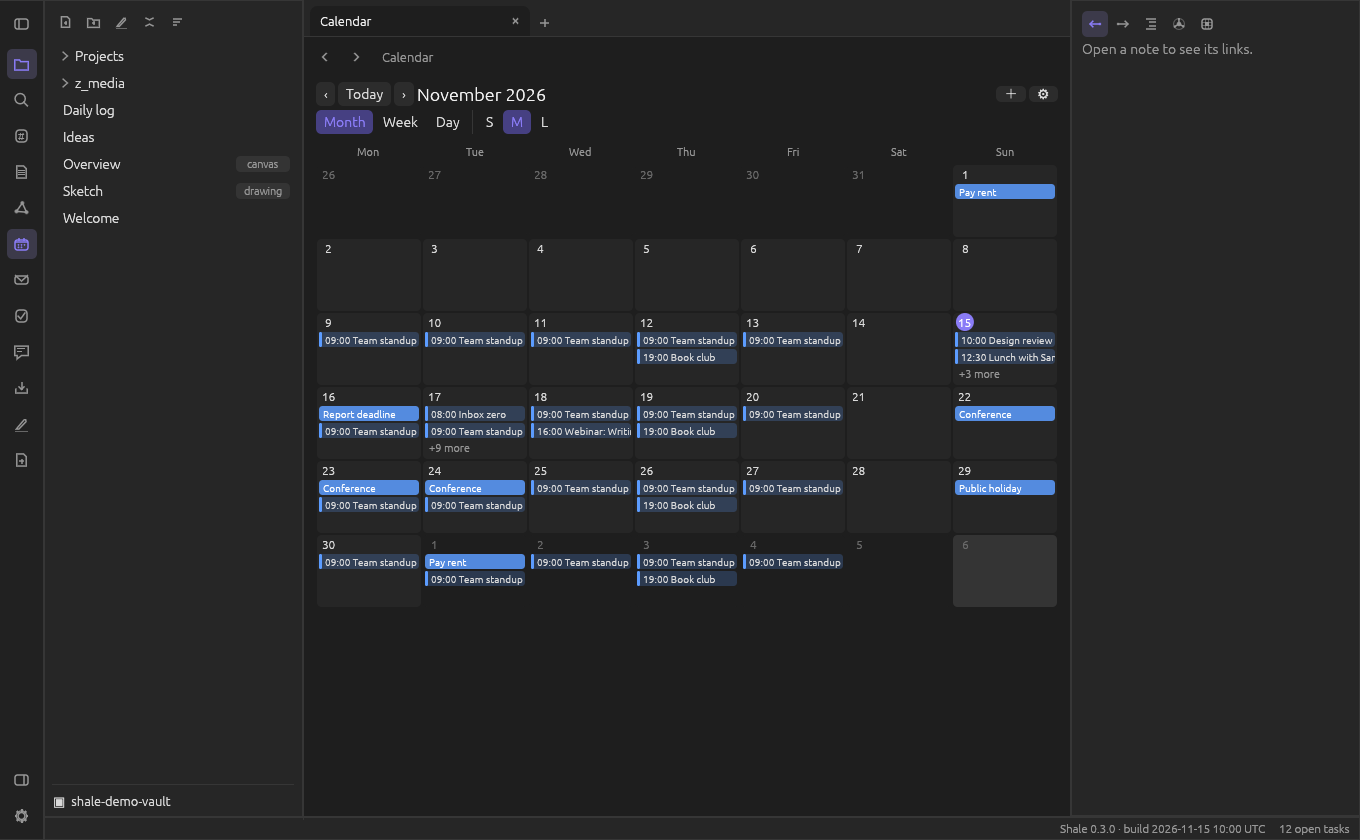 Projects
z_media
Daily log
Ideas
Overview canvas
Sketch drawing
Welcome
shale-demo-vault
Calendar
Calendar
Today November 2026
Month Week Day S M L
Mon Tue Wed Thu Fri Sat Sun
26 27 28 29 30 31 1
Pay rent
2 3 4 5 6 7 8
9 10 11 12 13 14 15
09:00 Team standup 09:00 Team standup 09:00 Team standup 09:00 Team standup 09:00 Team standup 10:00 Design review
19:00 Book club 12:30 Lunch with Sar
+3 more
16 17 18 19 20 21 22
Report deadline 08:00 Inbox zero 09:00 Team standup 09:00 Team standup 09:00 Team standup Conference
09:00 Team standup 09:00 Team standup 16:00 Webinar: Writi 19:00 Book club
+9 more
23 24 25 26 27 28 29
Conference Conference 09:00 Team standup 09:00 Team standup 09:00 Team standup Public holiday
09:00 Team standup 09:00 Team standup 19:00 Book club
30 1 2 3 4 5 6
09:00 Team standup Pay rent 09:00 Team standup 09:00 Team standup 09:00 Team standup
09:00 Team standup 19:00 Book club
Open a note to see its links.
Shale 0.3.0 · build 2026-11-15 10:00 UTC 12 open tasks